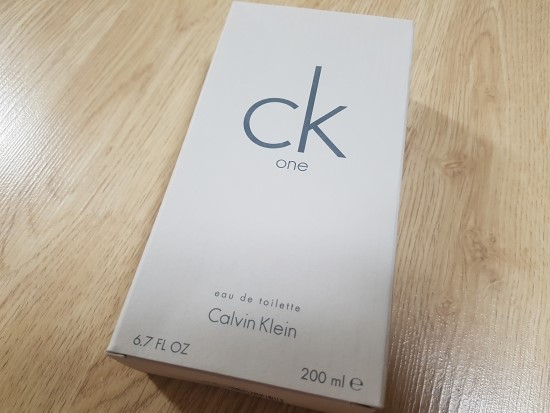 ck
one
eau de toilette
Calvin Klein
6.7 FL OZ
200 ml ℮